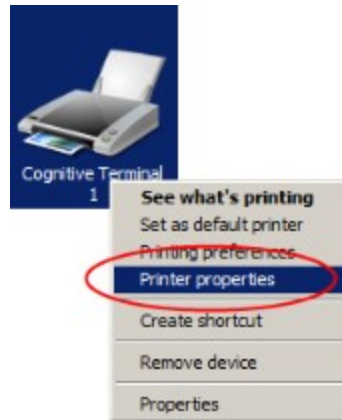 Cognitive Terminal
1
See what's printing
Set as default printer
Printing preferences
Printer properties
Create shortcut
Remove device
Properties